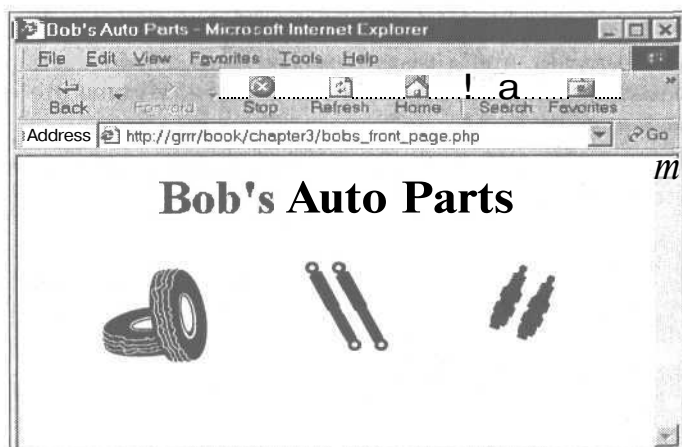 Bob's Auto Parts - Microsoft Internet Explorer
File Edit View Favorites Tools Help
! a
Back Forward Stop Refresh Home Search Favorites
Address http://grrr/book/chapter3/bobs_front_page.php Go
m
Bob's Auto Parts